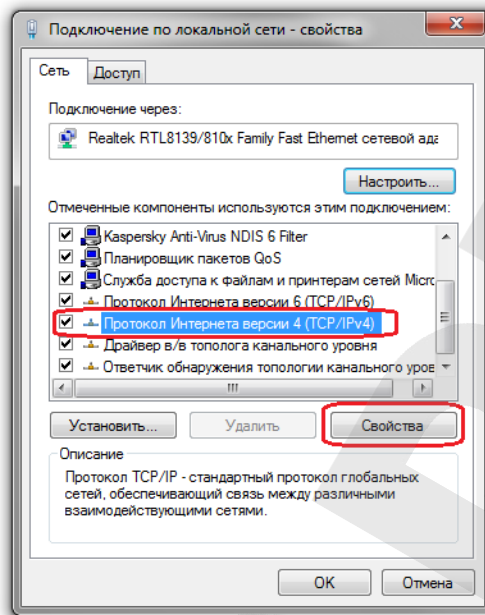 Подключение по локальной сети - свойства
Сеть
Доступ
Подключение через:
Realtek RTL8139/810x Family Fast Ethernet сетевой ада
Настроить...
Отмеченные компоненты используются этим подключением:
Kaspersky Anti-Virus NDIS 6 Filter
Планировщик пакетов QoS
Служба доступа к файлам и принтерам сетей Micro
Протокол Интернета версии 6 (TCP/IPv6)
Протокол Интернета версии 4 (TCP/IPv4)
Драйвер в/в тополога канального уровня
Ответчик обнаружения топологии канального уров
Установить...
Удалить
Свойства
Описание
Протокол TCP/IP - стандартный протокол глобальных
сетей, обеспечивающий связь между различными
взаимодействующими сетями.
OK
Отмена